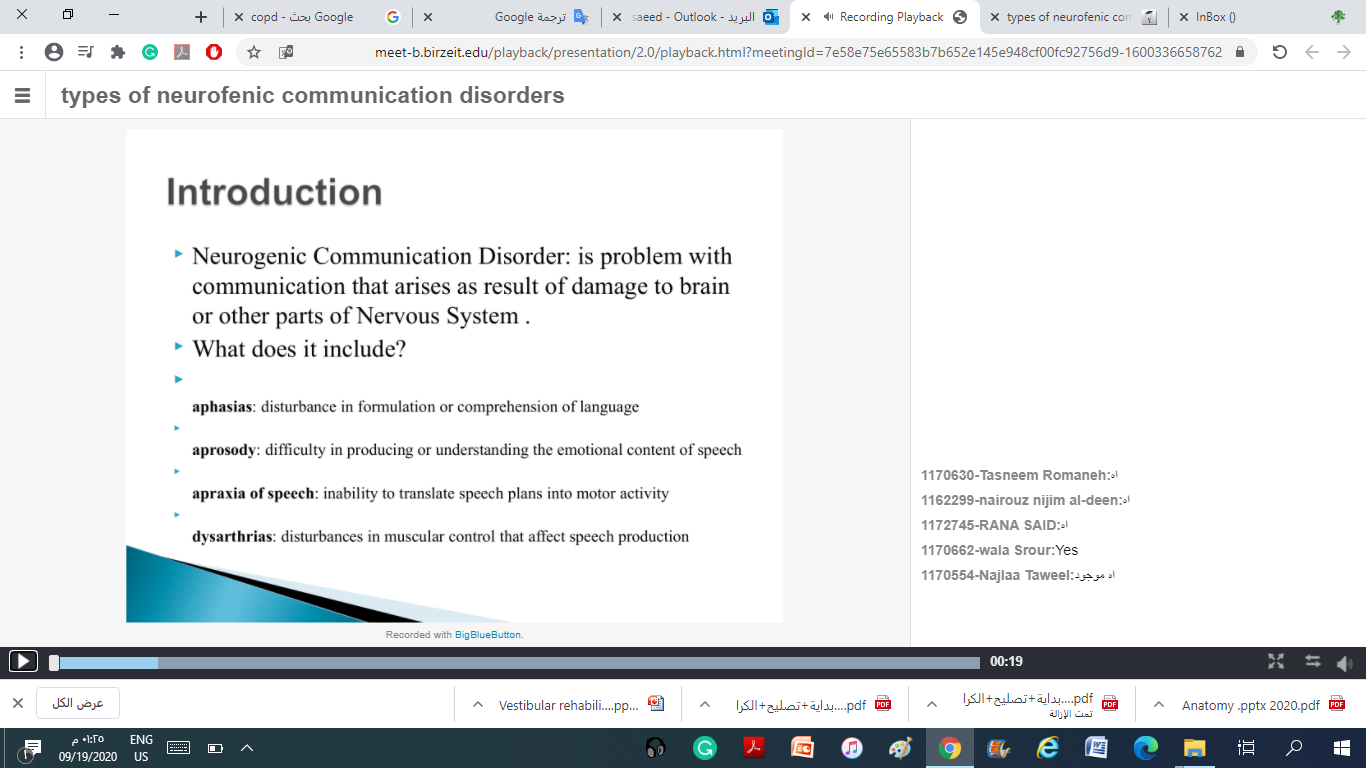 copd - بحث Google
ترجمة Google
saeed - Outlook - البريد
Recording Playback
types of neurofenic con
InBox ()
meet-b.birzeit.edu/playback/presentation/2.0/playback.html?meetingId=7e58e75e65583b7b652e145e948cf00fc92756d9-1600336658762
types of neurofenic communication disorders
Introduction
Neurogenic Communication Disorder: is problem with
communication that arises as result of damage to brain
or other parts of Nervous System .
What does it include?
aphasias: disturbance in formulation or comprehension of language
aprosody: difficulty in producing or understanding the emotional content of speech
apraxia of speech: inability to translate speech plans into motor activity
dysarthrias: disturbances in muscular control that affect speech production
Recorded with BigBlueButton.
1170630-Tasneem Romaneh:اه
1162299-nairouz nijim al-deen:اه
1172745-RANA SAID:اه
1170662-wala Srour:Yes
1170554-Najlaa Taweel:اه موجود
00:19
عرض الكل
Vestibular rehabili....pp...
بداية+تصليح+الكرا....pdf
بداية+تصليح+الكرا....pdf
تمت الإزالة
Anatomy .pptx 2020.pdf
٠١:٢٥ م
09/19/2020
ENG
US